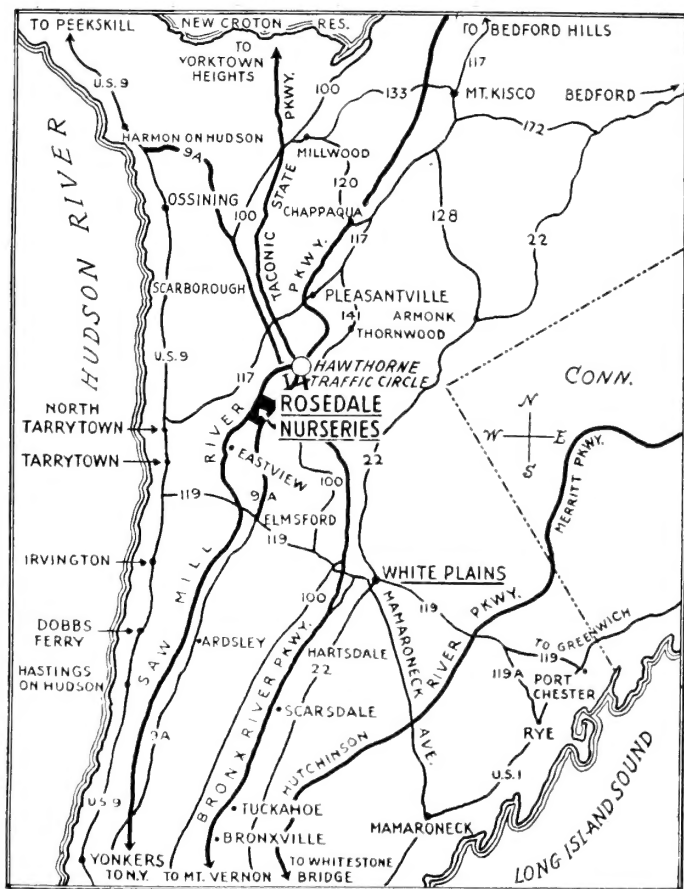 TO PEEKSKILL
NEW CROTON RES.
TO BEDFORD HILLS
TO
YORKTOWN
HEIGHTS
U.S. 9
100
117
133
MT. KISCO
BEDFORD
HARMON ON HUDSON
9A
MILLWOOD
172
HUDSON RIVER
OSSINING
100
TACONIC STATE PKWY.
120
CHAPPAQUA
117
128
22
PKWY.
SCARBOROUGH
PLEASANTVILLE
141
ARMONK
THORNWOOD
U.S. 9
117
HAWTHORNE
TRAFFIC CIRCLE
CONN.
N
W E
S
ROSEDALE
NURSERIES
NORTH
TARRYTOWN
TARRYTOWN
EASTVIEW
22
100
MERRITT PKWY.
119
9A
ELMSFORD
119
IRVINGTON
WHITE PLAINS
100
119
DOBBS
FERRY
HASTINGS
ON HUDSON
ARDSLEY
SAW MILL RIVER
BRONX RIVER PKWY.
HARTSDALE
22
MAMARONECK AVE.
HUTCHINSON RIVER PKWY.
TO GREENWICH
119
119A
PORT
CHESTER
SCARSDALE
RYE
9A
U.S. 1
U.S. 9
TUCKAHOE
MAMARONECK
BRONXVILLE
LONG ISLAND SOUND
YONKERS
TO N.Y.
TO MT. VERNON
TO WHITESTONE
BRIDGE